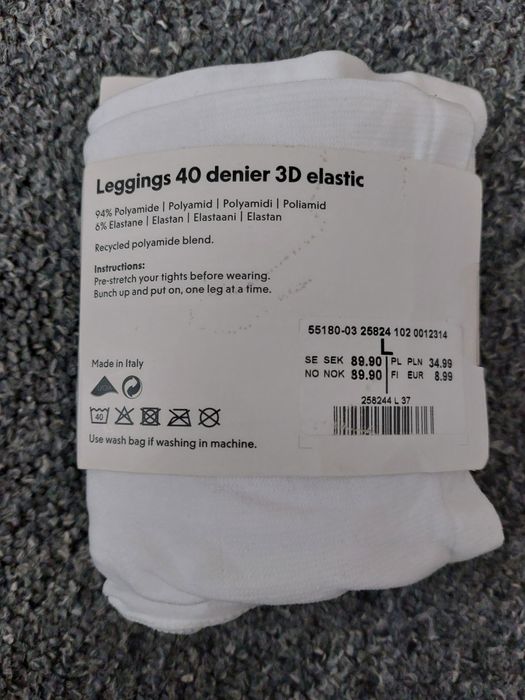 Leggings 40 denier 3D elastic
94% Polyamide | Polyamid | Polyamidi | Poliamid
6% Elastane | Elastan | Elastaani | Elastan
Recycled polyamide blend.
Instructions:
Pre-stretch your tights before wearing.
Bunch up and put on, one leg at a time.
55180-03 25824 102 0012314
L
SE SEK 89.90 PL PLN 34.99
NO NOK 89.90 FI EUR 8.99
258244 L 37
Made in Italy
40
Use wash bag if washing in machine.